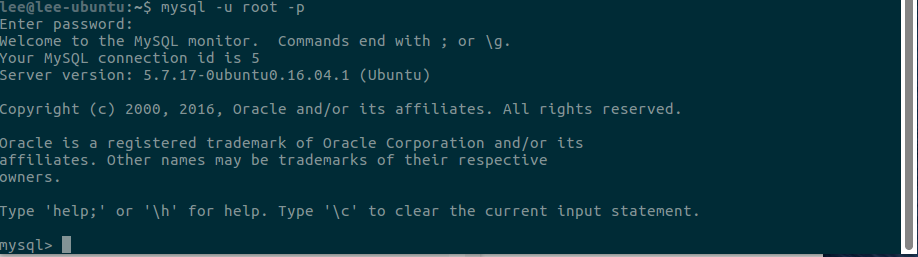 lee@lee-ubuntu:~$ mysql -u root -p
Enter password:
Welcome to the MySQL monitor.  Commands end with ; or \g.
Your MySQL connection id is 5
Server version: 5.7.17-0ubuntu0.16.04.1 (Ubuntu)
Copyright (c) 2000, 2016, Oracle and/or its affiliates. All rights reserved.
Oracle is a registered trademark of Oracle Corporation and/or its
affiliates. Other names may be trademarks of their respective
owners.
Type 'help;' or '\h' for help. Type '\c' to clear the current input statement.
mysql>